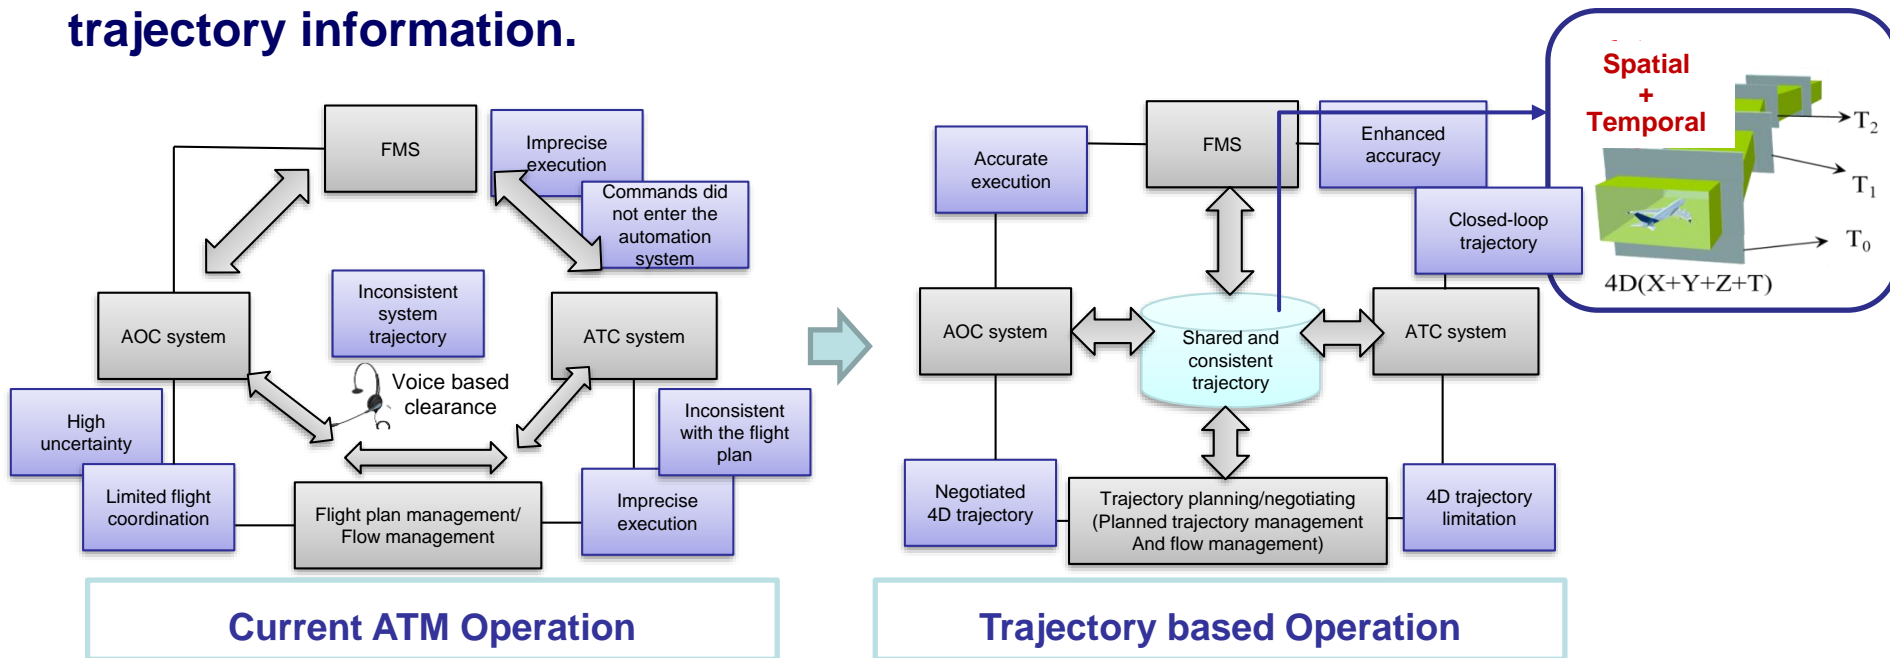 trajectory information.
FMS
Imprecise
execution
Commands did
not enter the
automation
system
Inconsistent
system
trajectory
AOC system
ATC system
Voice based
clearance
High
uncertainty
Limited flight
coordination
Inconsistent
with the flight
plan
Imprecise
execution
Flight plan management/
Flow management
Current ATM Operation
FMS
Accurate
execution
Enhanced
accuracy
Closed-loop
trajectory
AOC system
Shared and
consistent
trajectory
ATC system
Negotiated
4D trajectory
Trajectory planning/negotiating
(Planned trajectory management
And flow management)
4D trajectory
limitation
Trajectory based Operation
Spatial
+
Temporal
T2
T1
T0
4D(X+Y+Z+T)